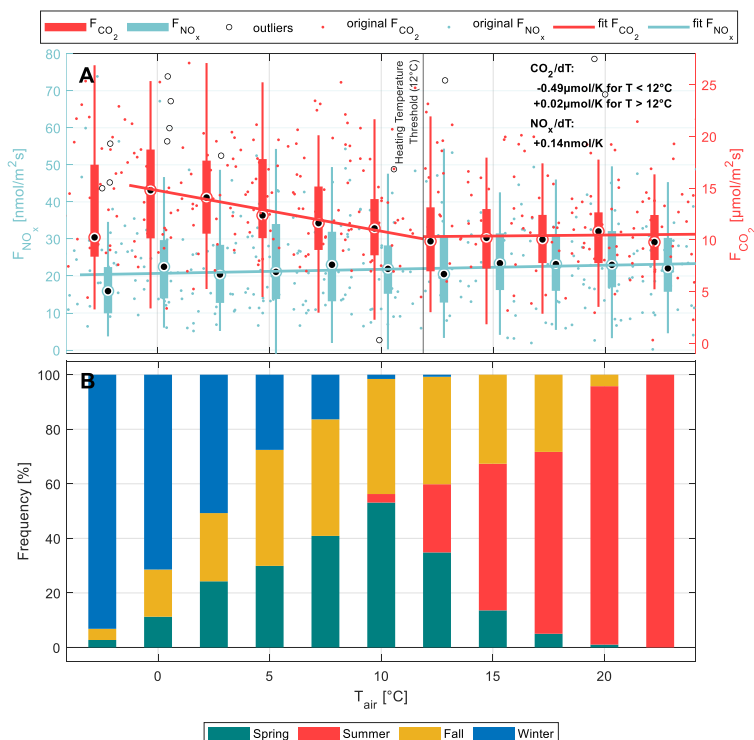 F_CO2 F_NOx outliers original F_CO2 original F_NOx fit F_CO2 fit F_NOx
A
80
70
60
50
40
30
20
10
0
F_NOx [nmol/m²s]
Heating Temperature
Threshold (12°C)
CO2/dT:
-0.49μmol/K for T < 12°C
+0.02μmol/K for T > 12°C
NOx/dT:
+0.14nmol/K
25
20
15
10
5
0
F_CO2 [μmol/m²s]
B
100
80
60
40
20
0
Frequency [%]
0 5 10 15 20
T_air [°C]
Spring Summer Fall Winter